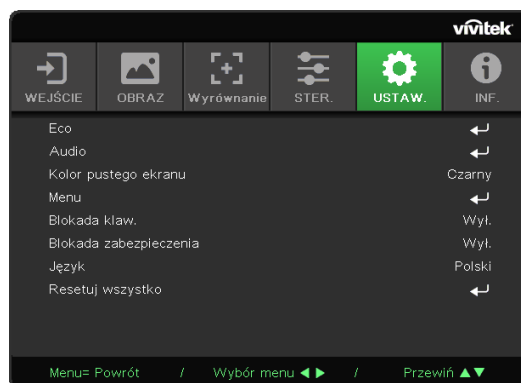 vivitek
WEJŚCIE OBRAZ Wyrównanie STER. USTAW. INF.
Eco
Audio
Kolor pustego ekranu Czarny
Menu
Blokada klaw. Wył.
Blokada zabezpieczenia Wył.
Język Polski
Resetuj wszystko
Menu= Powrót / Wybór menu ◀ ▶ / Przewiń ▲▼